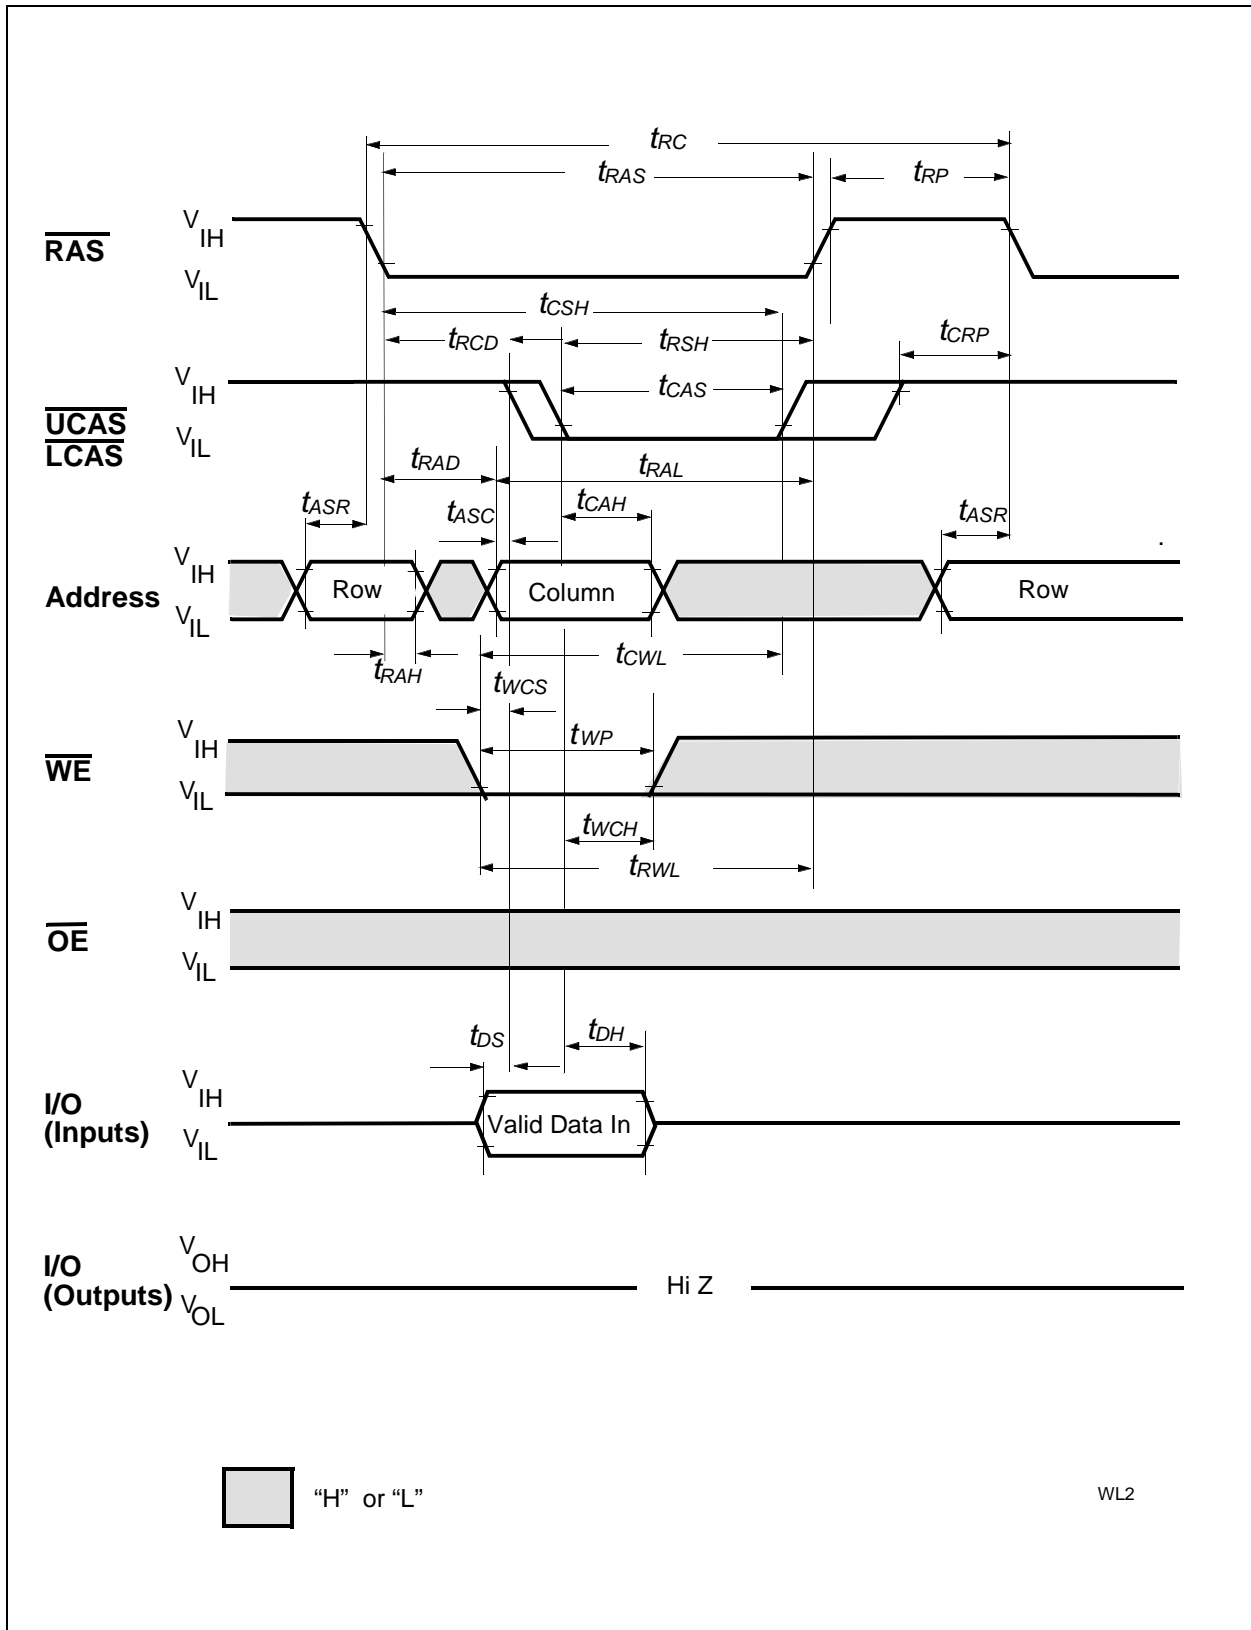 tRC
tRAS
tRP
RAS
VIH
VIL
tCSH
tRCD
tRSH
tCRP
UCAS
LCAS
VIH
VIL
tCAS
tRAD
tRAL
tASR
tASC
tCAH
tASR
.
Address
VIH
VIL
Row
Column
Row
tRAH
tCWL
tWCS
WE
VIH
VIL
tWP
tWCH
tRWL
OE
VIH
VIL
tDS
tDH
I/O
(Inputs)
VIH
VIL
Valid Data In
I/O
(Outputs)
VOH
VOL
Hi Z
“H” or “L”
WL2